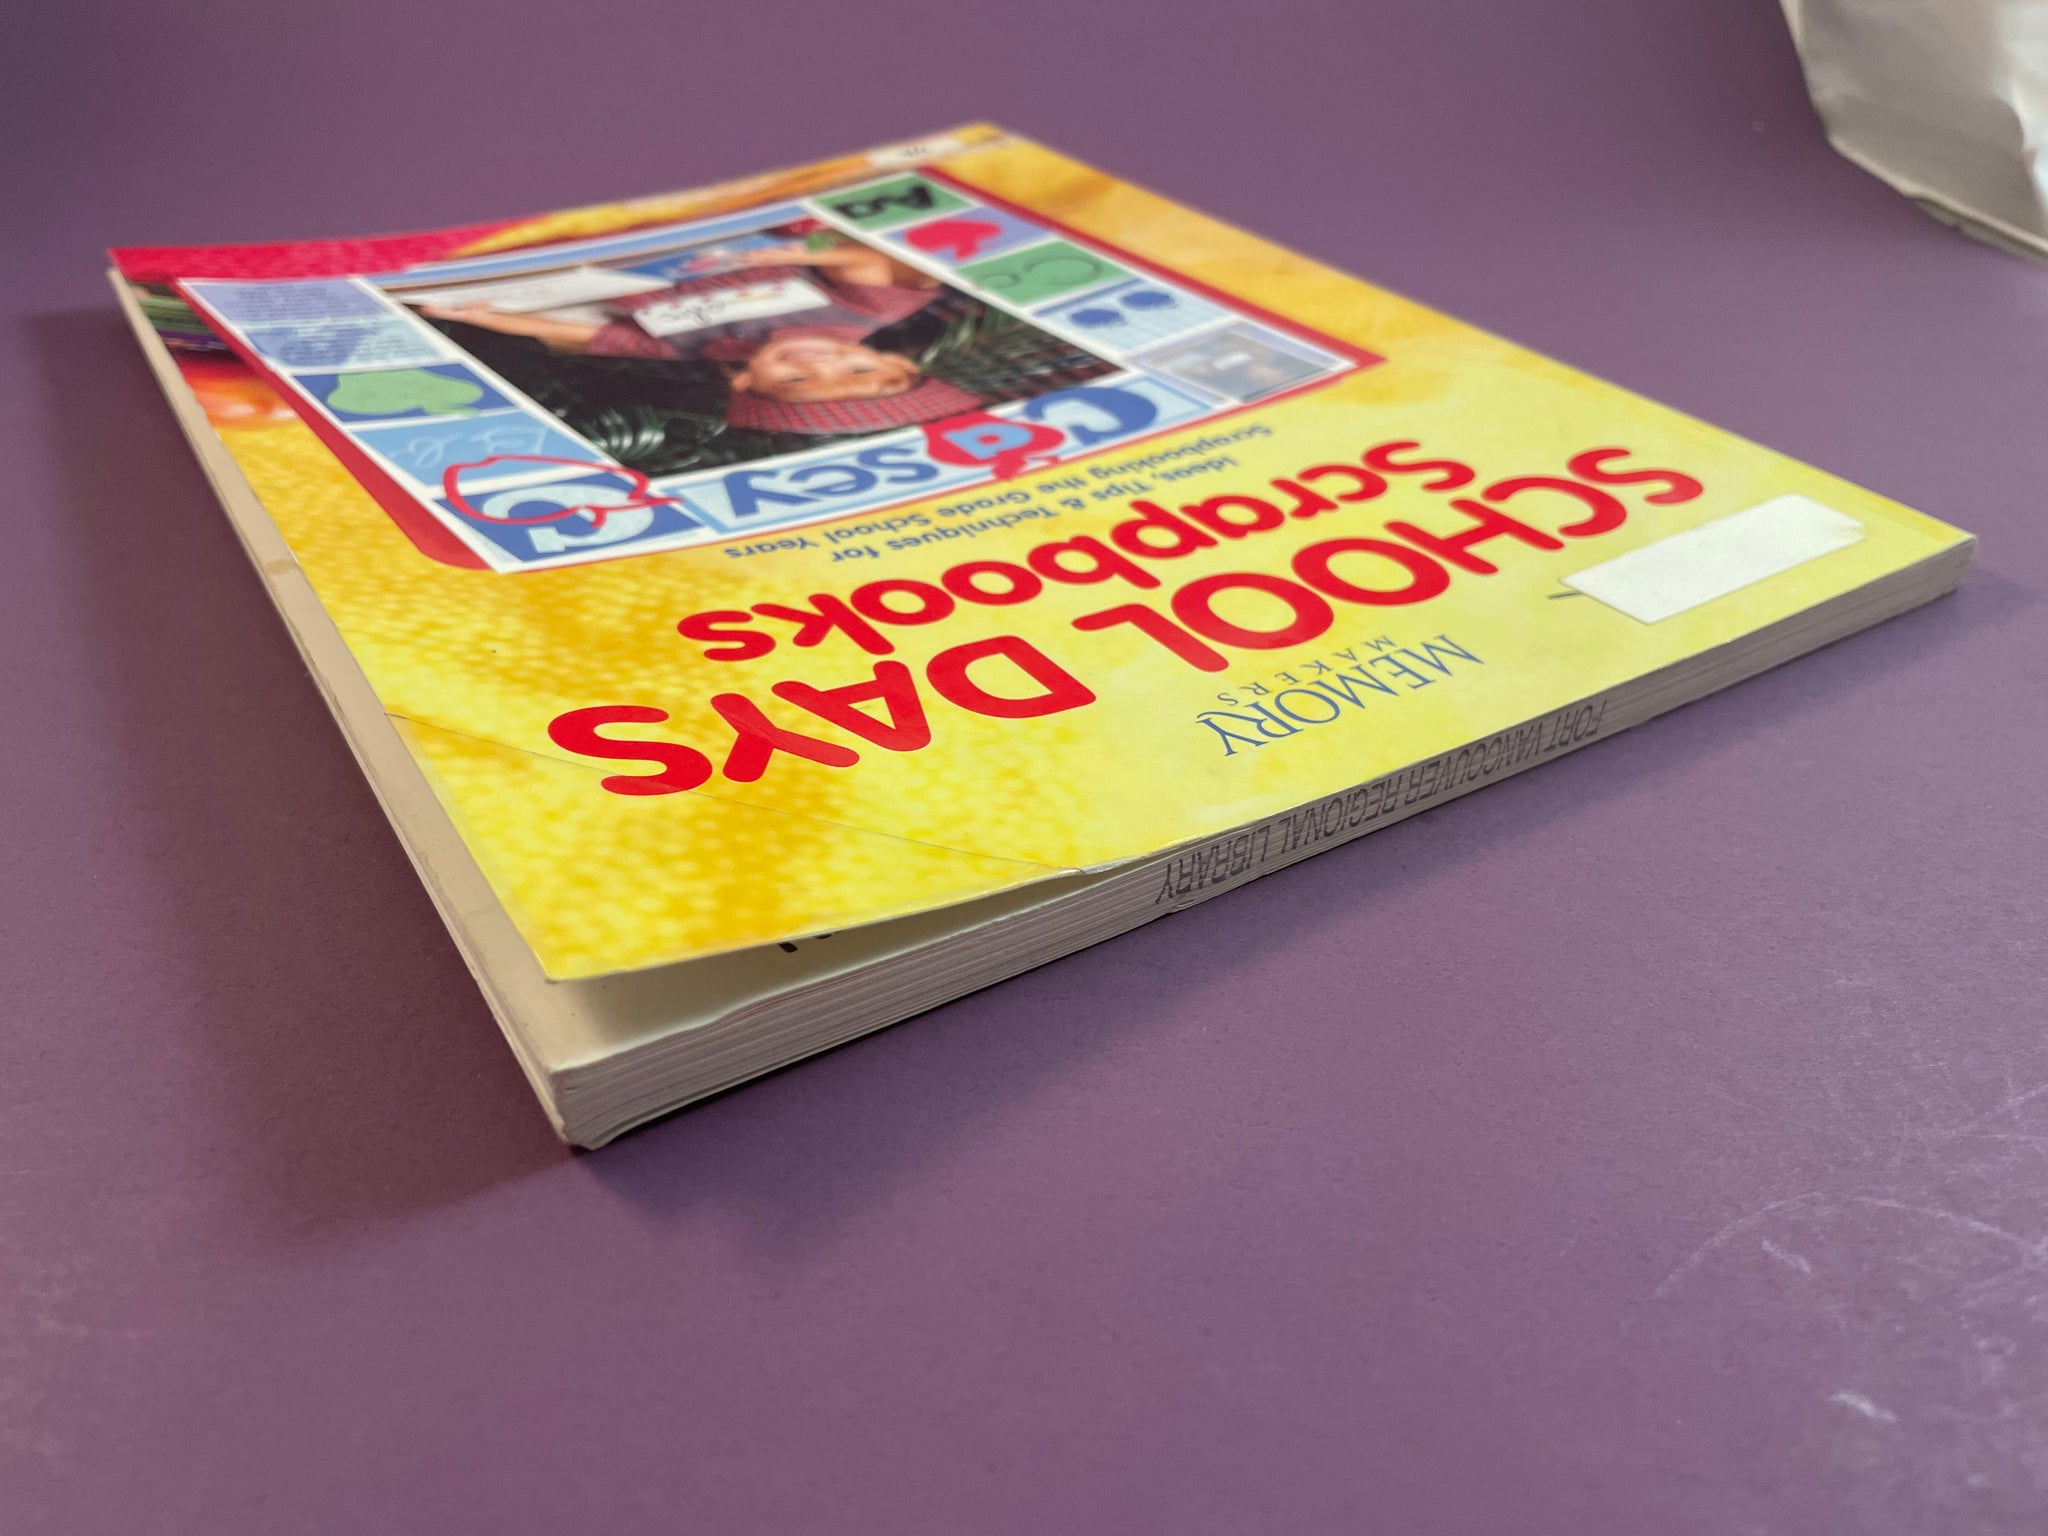 MEMORY
MAKERS
SCHOOL DAYS
Scrapbooks
Ideas, Tips & Techniques for
Scrapbooking the Grade School Years
Casey
C
Aa
Cc
FORT VANCOUVER REGIONAL LIBRARY